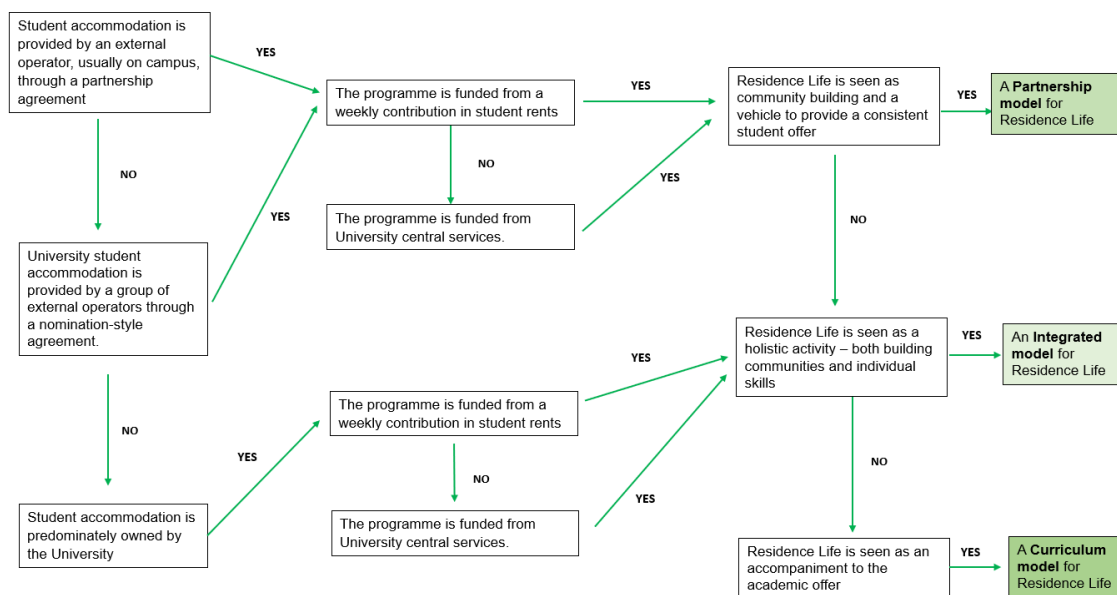 Student accommodation is
provided by an external
operator, usually on campus,
through a partnership
agreement
YES
The programme is funded from a
weekly contribution in student rents
YES
Residence Life is seen as
community building and a
vehicle to provide a consistent
student offer
YES
A Partnership
model for
Residence Life
NO
YES
NO
The programme is funded from
University central services.
YES
NO
University student
accommodation is
provided by a group of
external operators through
a nomination-style
agreement.
NO
YES
The programme is funded from a
weekly contribution in student rents
YES
Residence Life is seen as a
holistic activity – both building
communities and individual
skills
YES
An Integrated
model for
Residence Life
NO
The programme is funded from
University central services.
YES
NO
Student accommodation is
predominately owned by
the University
Residence Life is seen as an
accompaniment to the
academic offer
YES
A Curriculum
model for
Residence Life